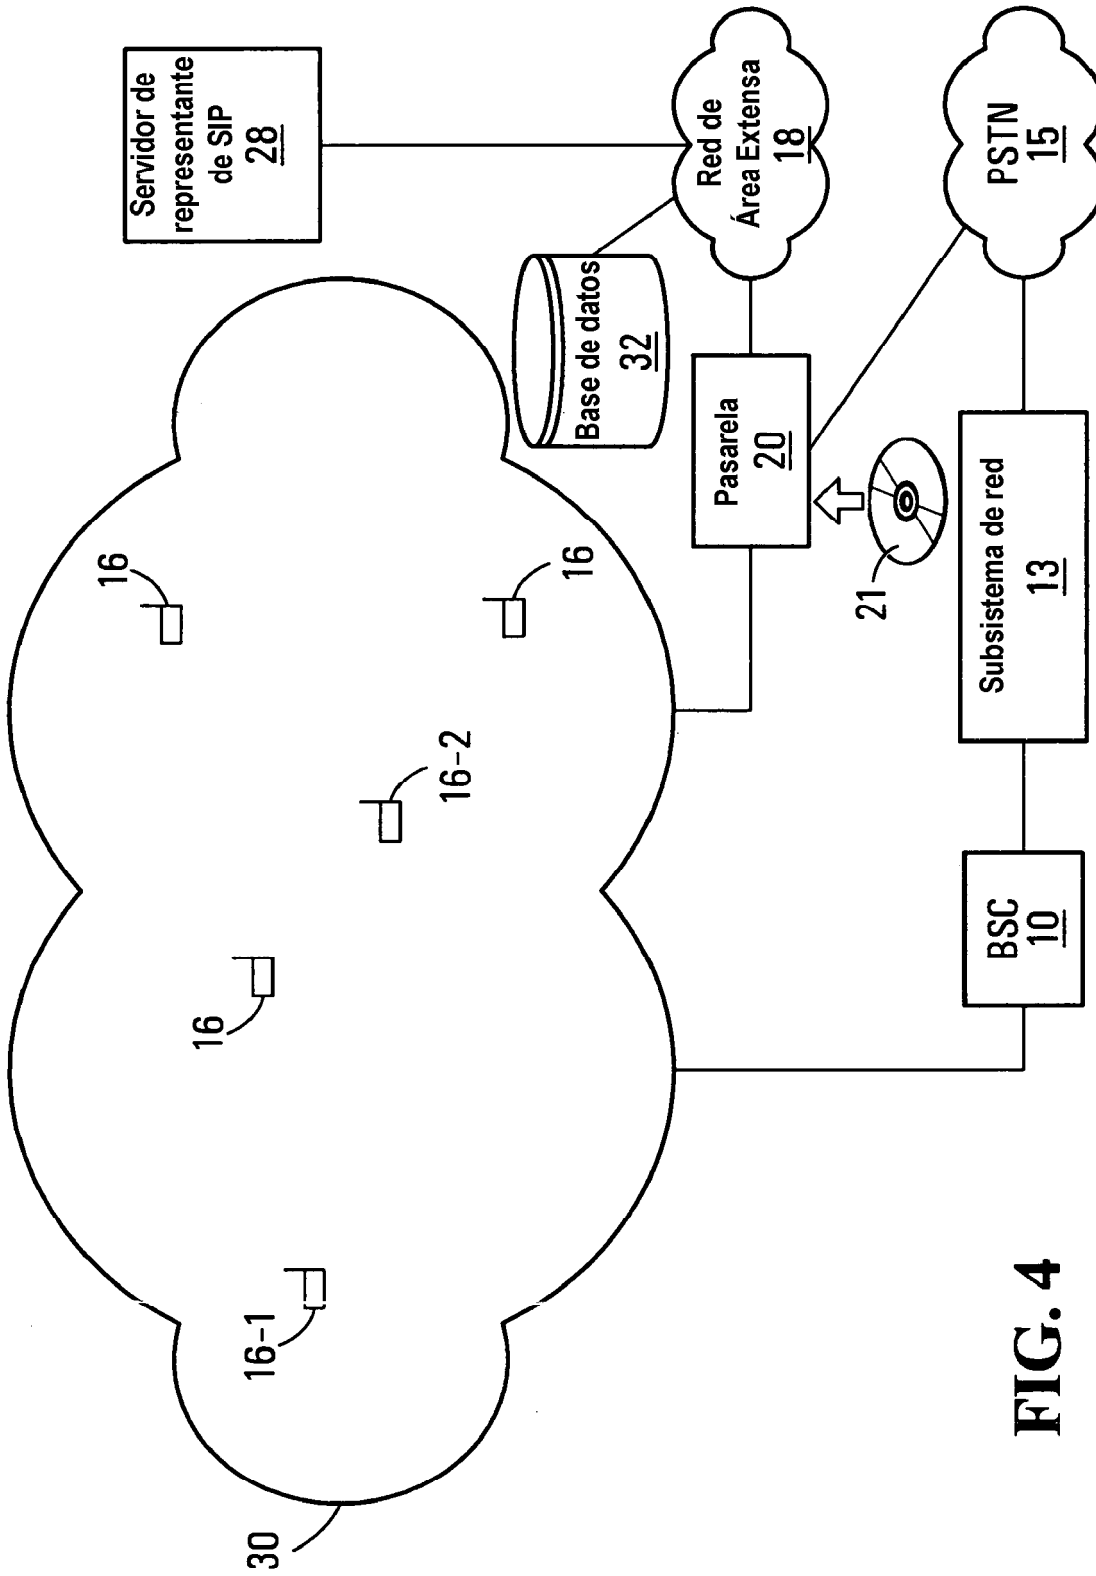 30
16-1
16
16-2
16
16
Servidor de
representante
de SIP
28
Base de datos
32
Red de
Área Extensa
18
Pasarela
20
21
PSTN
15
Subsistema de red
13
BSC
10
FIG. 4